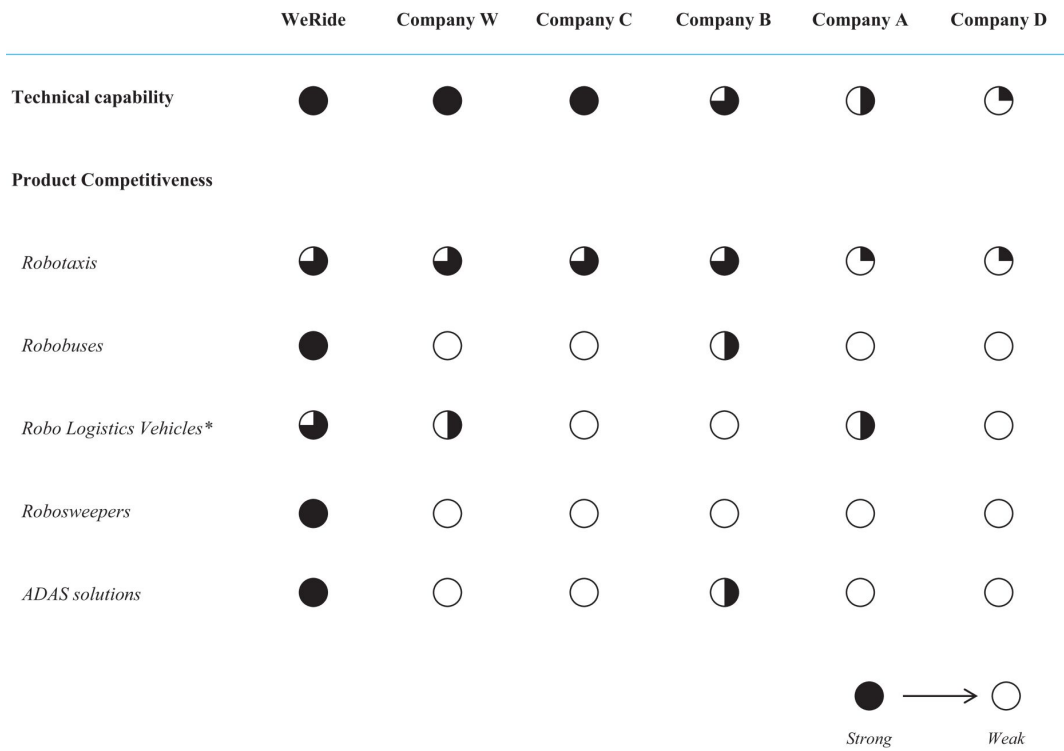 WeRide Company W Company C Company B Company A Company D
Technical capability
Product Competitiveness
Robotaxis
Robobuses
Robo Logistics Vehicles*
Robosweepers
ADAS solutions
Strong Weak